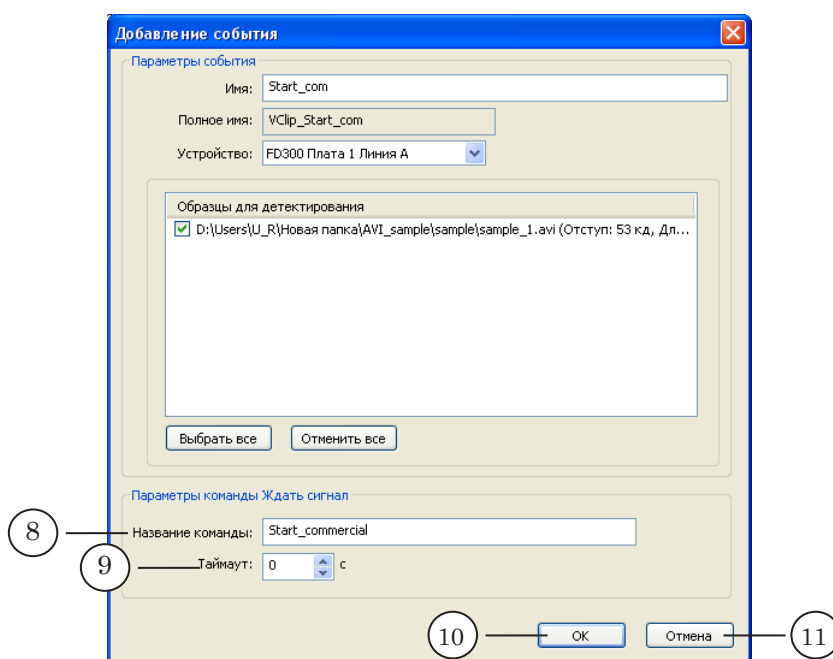 Добавление события
Параметры события
Имя: Start_com
Полное имя: VClip_Start_com
Устройство: FD300 Плата 1 Линия A
Образцы для детектирования
D:\Users\U_R\Новая папка\AVI_sample\sample\sample_1.avi (Отступ: 53 кд, Дл...
Выбрать все Отменить все
Параметры команды Ждать сигнал
8 Название команды: Start_commercial
9 Таймаут: 0 с
10 ОК Отмена 11